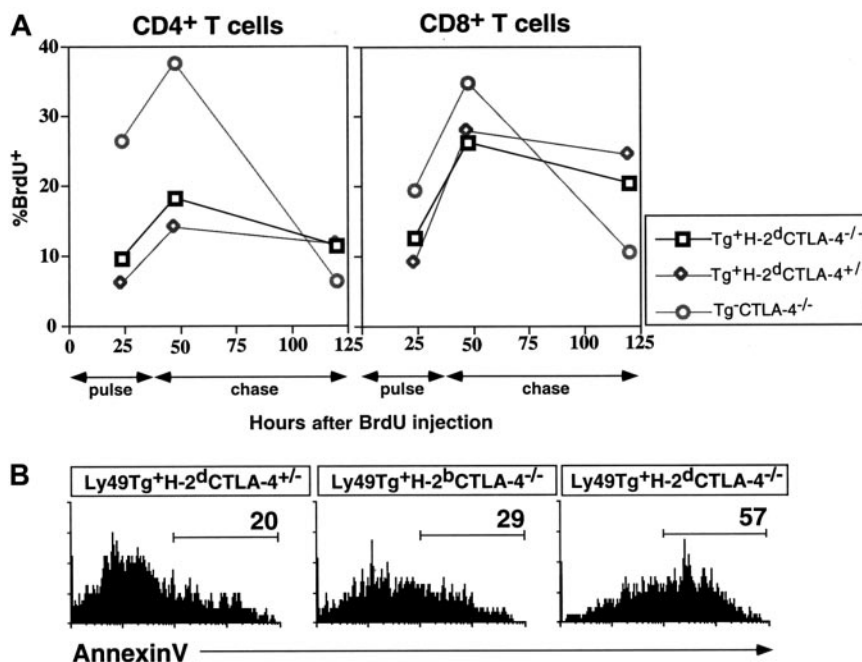 A
CD4+ T cells
CD8+ T cells
40
30
20
10
0
%BrdU+
0 25 50 75 100 125
25 50 75 100 125
pulse chase pulse chase
Hours after BrdU injection
Tg+H-2dCTLA-4-/-
Tg+H-2dCTLA-4+/
Tg-CTLA-4-/-
B
Ly49Tg+H-2dCTLA-4+/- Ly49Tg+H-2bCTLA-4-/- Ly49Tg+H-2dCTLA-4-/-
20 29 57
AnnexinV